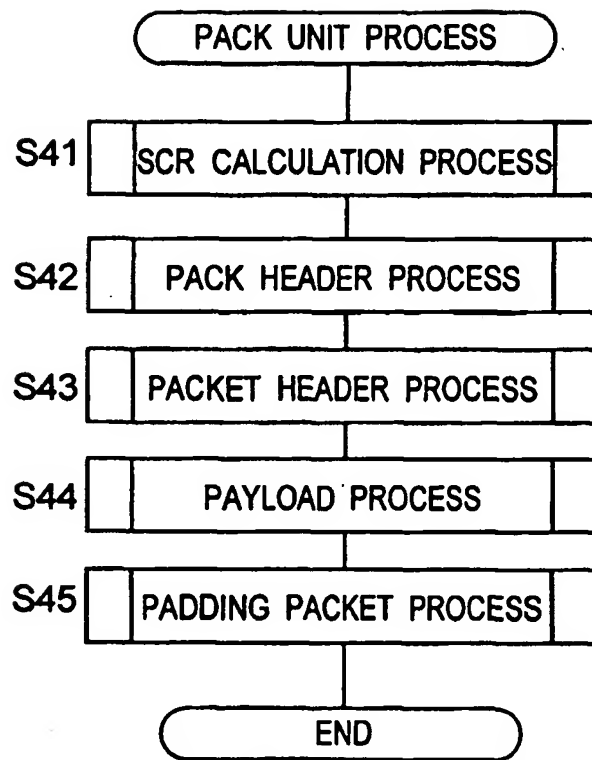 PACK UNIT PROCESS
S41 SCR CALCULATION PROCESS
S42 PACK HEADER PROCESS
S43 PACKET HEADER PROCESS
S44 PAYLOAD PROCESS
S45 PADDING PACKET PROCESS
END